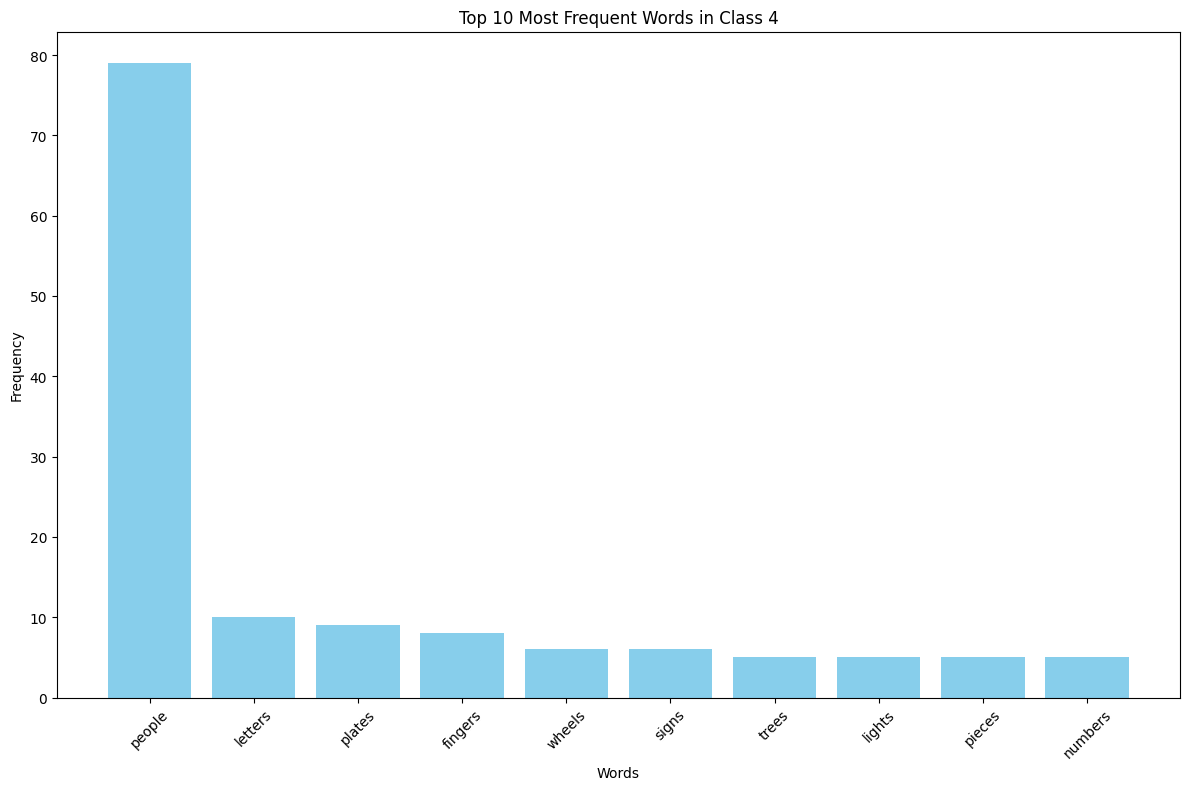 Top 10 Most Frequent Words in Class 4
Frequency
80
70
60
50
40
30
20
10
0
people letters plates fingers wheels signs trees lights pieces numbers
Words